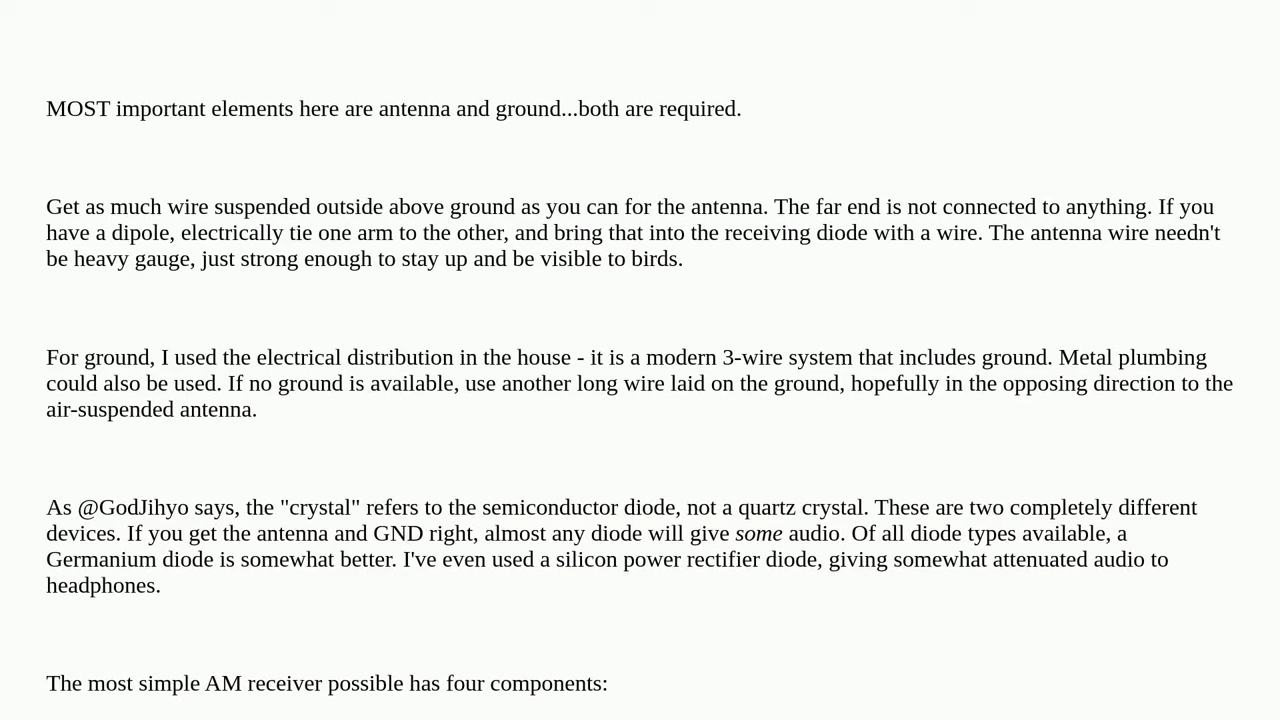 MOST important elements here are antenna and ground...both are required.
Get as much wire suspended outside above ground as you can for the antenna. The far end is not connected to anything. If you
have a dipole, electrically tie one arm to the other, and bring that into the receiving diode with a wire. The antenna wire needn't
be heavy gauge, just strong enough to stay up and be visible to birds.
For ground, I used the electrical distribution in the house - it is a modern 3-wire system that includes ground. Metal plumbing
could also be used. If no ground is available, use another long wire laid on the ground, hopefully in the opposing direction to the
air-suspended antenna.
As @GodJihyo says, the "crystal" refers to the semiconductor diode, not a quartz crystal. These are two completely different
devices. If you get the antenna and GND right, almost any diode will give some audio. Of all diode types available, a
Germanium diode is somewhat better. I've even used a silicon power rectifier diode, giving somewhat attenuated audio to
headphones.
The most simple AM receiver possible has four components: